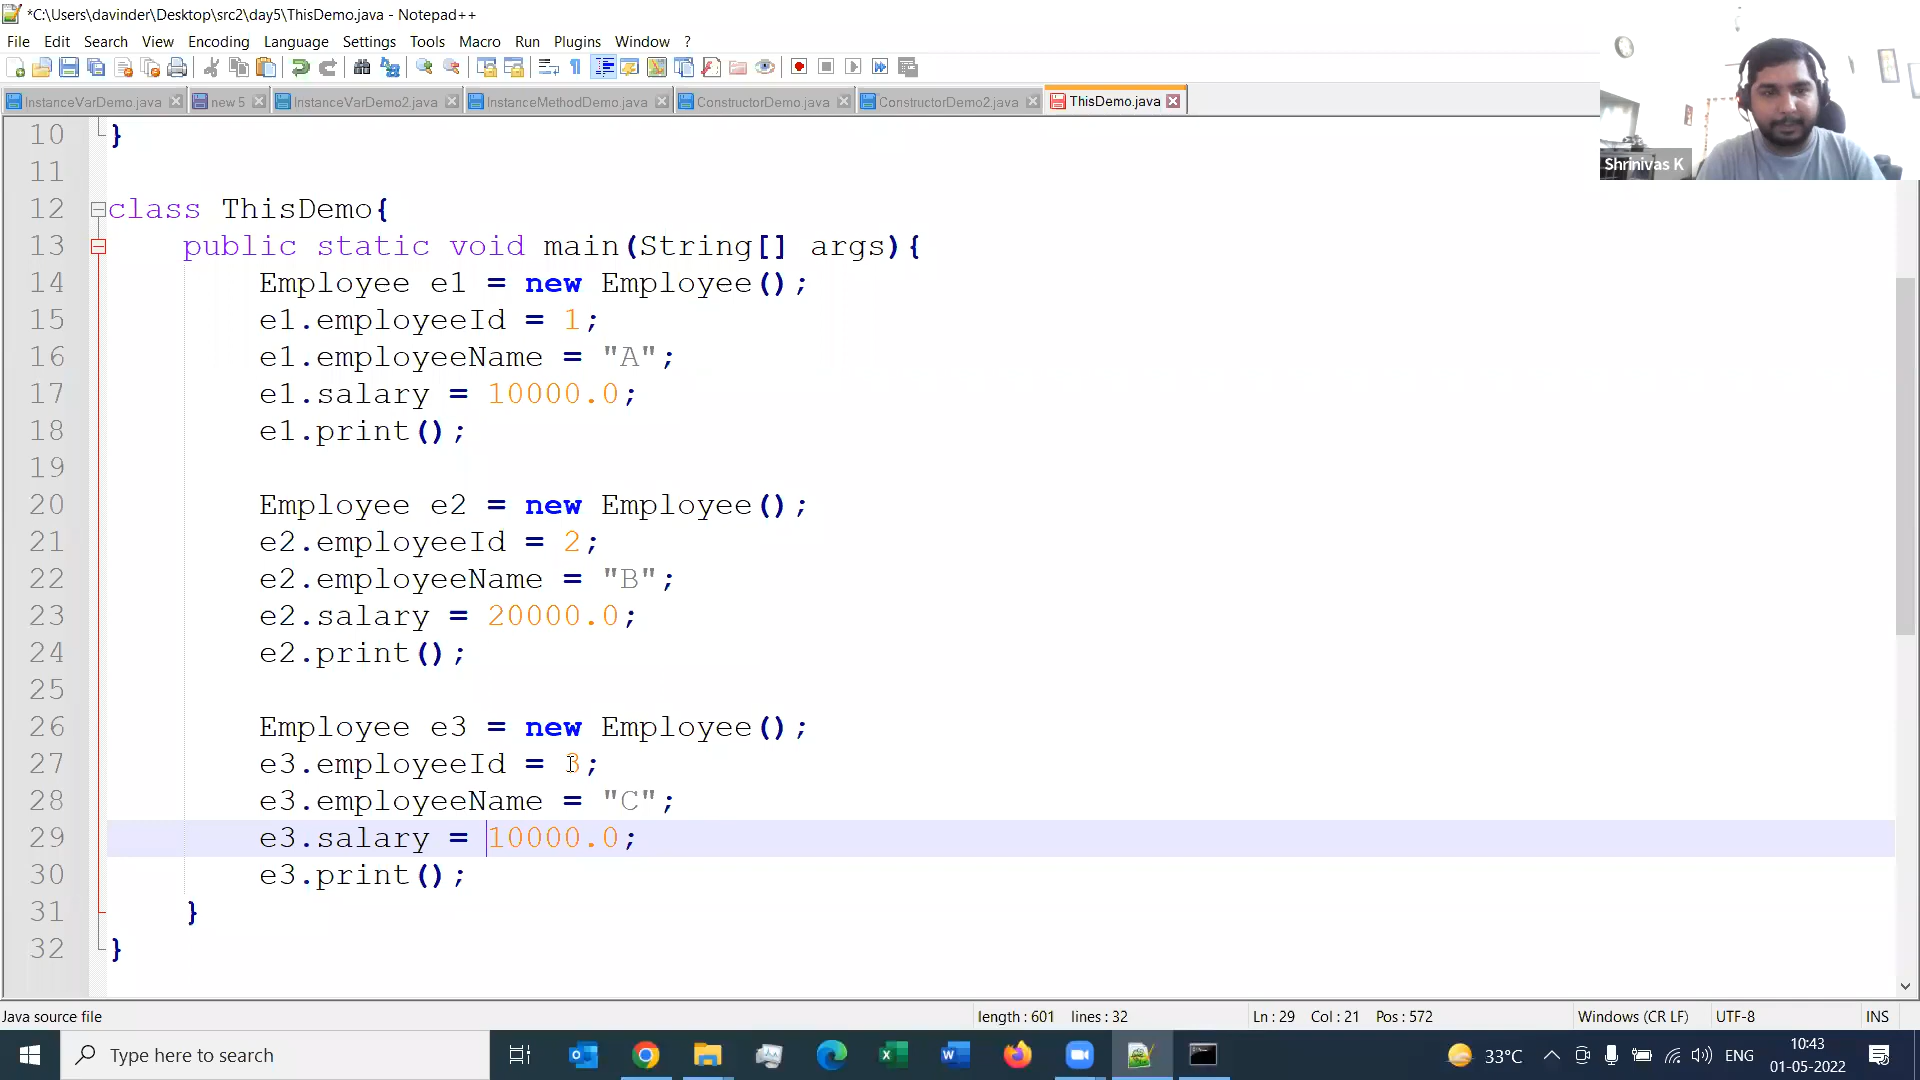 *C:\Users\davinder\Desktop\src2\day5\ThisDemo.java - Notepad++
File Edit Search View Encoding Language Settings Tools Macro Run Plugins Window ?
InstanceVarDemo.java new 5 InstanceVarDemo2.java InstanceMethodDemo.java ConstructorDemo.java ConstructorDemo2.java ThisDemo.java
Shrinivas K
10 }
11
12 class ThisDemo{
13 public static void main(String[] args){
14 Employee e1 = new Employee();
15 e1.employeeId = 1;
16 e1.employeeName = "A";
17 e1.salary = 10000.0;
18 e1.print();
19
20 Employee e2 = new Employee();
21 e2.employeeId = 2;
22 e2.employeeName = "B";
23 e2.salary = 20000.0;
24 e2.print();
25
26 Employee e3 = new Employee();
27 e3.employeeId = 3;
28 e3.employeeName = "C";
29 e3.salary = 10000.0;
30 e3.print();
31 }
32 }
Java source file length : 601 lines : 32 Ln : 29 Col : 21 Pos : 572 Windows (CR LF) UTF-8 INS
Type here to search 33°C ENG 10:43
01-05-2022